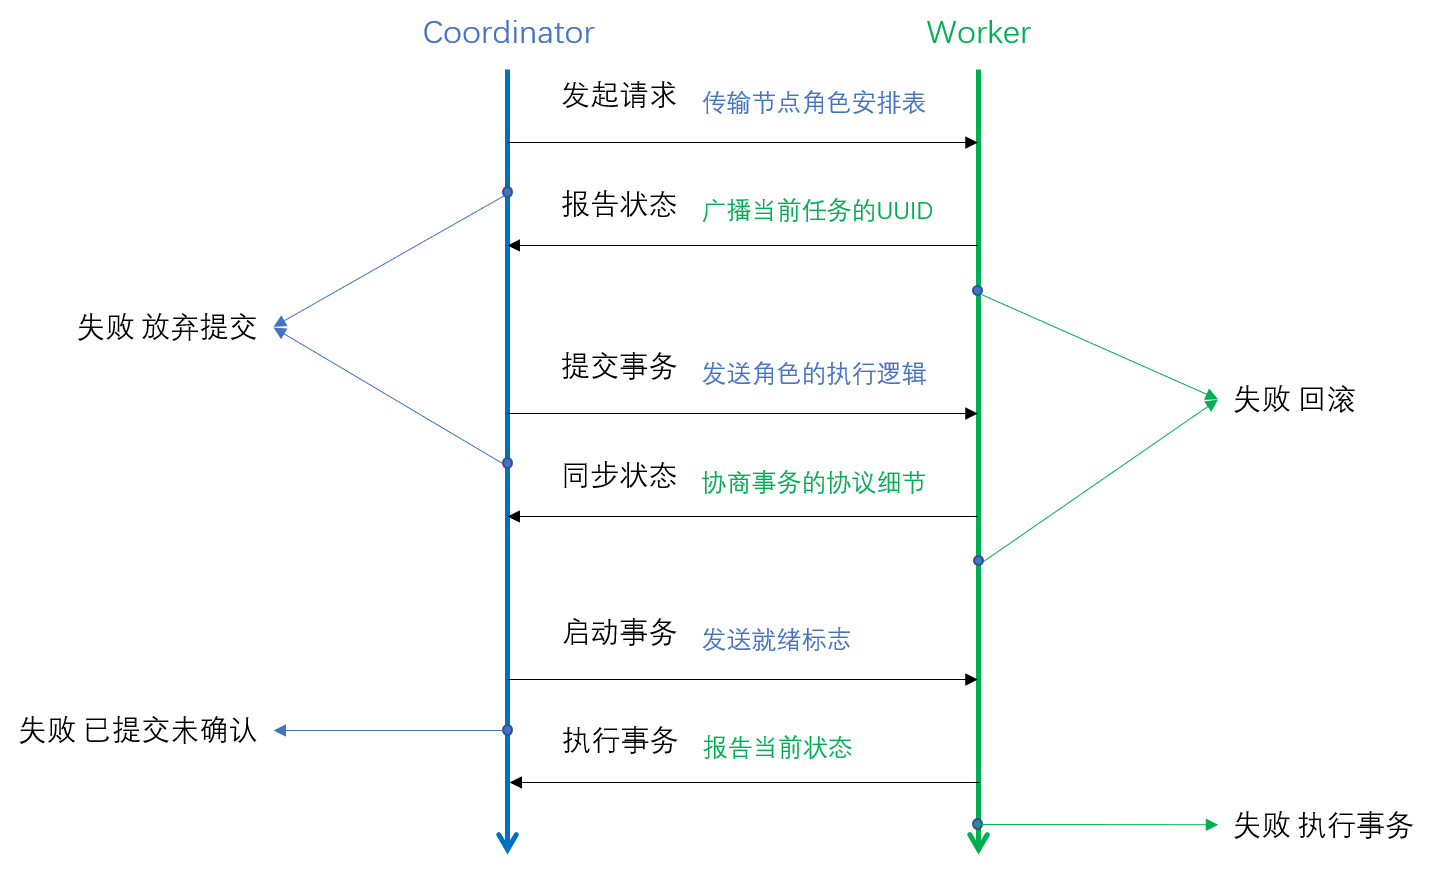 Coordinator
Worker
发起请求 传输节点角色安排表
报告状态 广播当前任务的UUID
失败 放弃提交
提交事务 发送角色的执行逻辑
失败 回滚
同步状态 协商事务的协议细节
启动事务 发送就绪标志
失败 已提交未确认
执行事务 报告当前状态
失败 执行事务